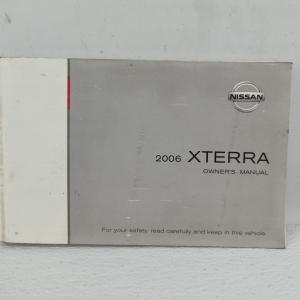 NISSAN
2006 XTERRA
OWNER'S MANUAL
For your safety, read carefully and keep in this vehicle.